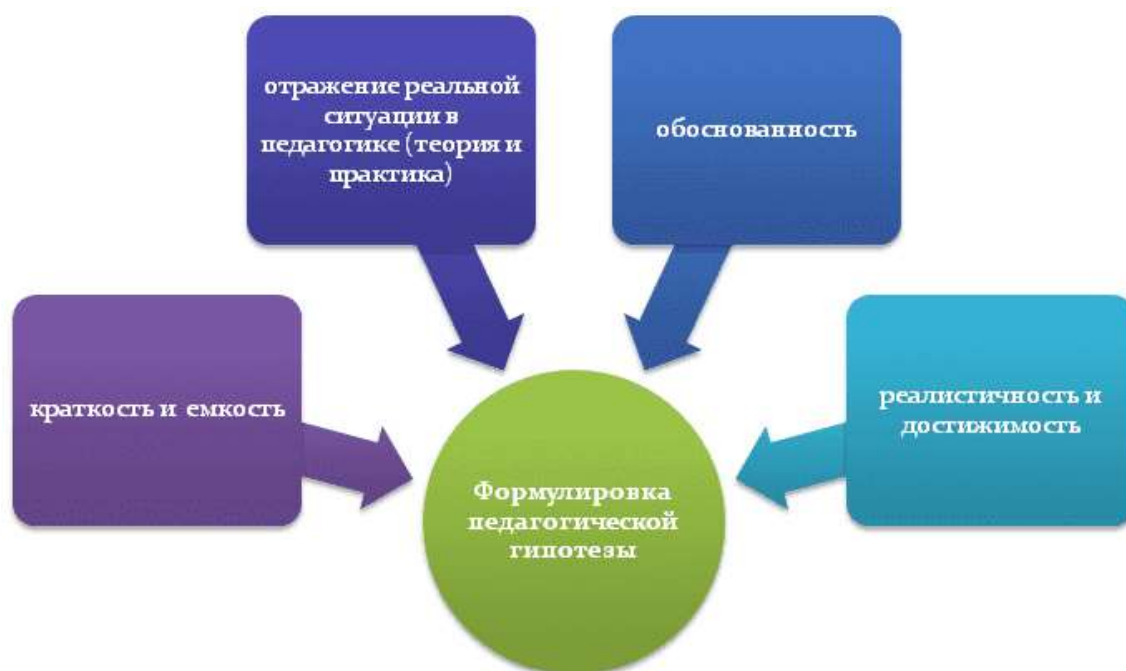 отражение реальной
ситуации в
педагогике (теория и
практика)
обоснованность
краткость и емкость
реалистичность и
достижимость
Формулировка
педагогической
гипотезы